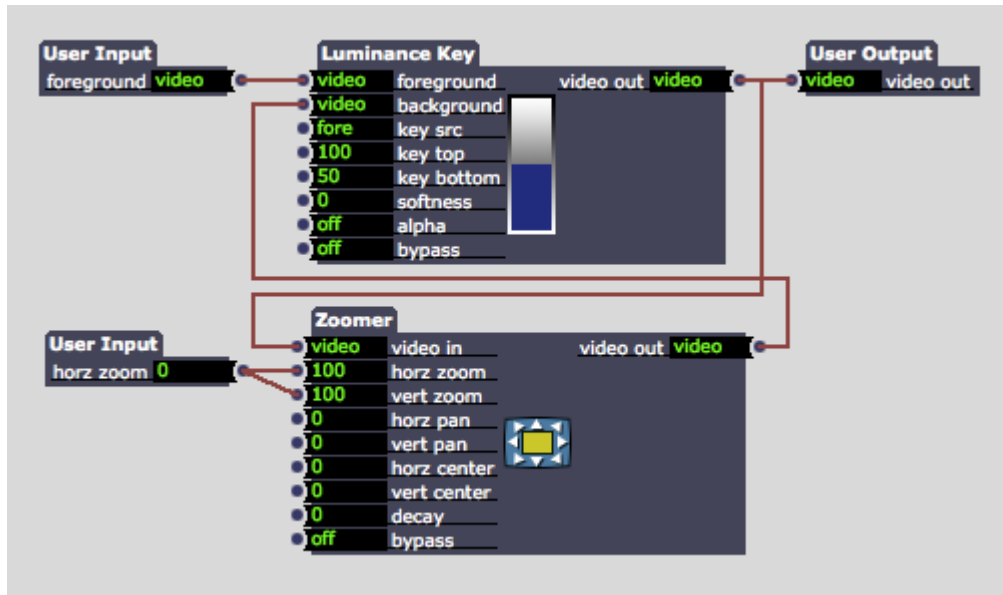 User Input
foreground video
Luminance Key
video foreground video out video
video background
fore key src
100 key top
50 key bottom
0 softness
off alpha
off bypass
User Output
video video out
User Input
horz zoom 0
Zoomer
video video in video out video
100 horz zoom
100 vert zoom
0 horz pan
0 vert pan
0 horz center
0 vert center
0 decay
off bypass